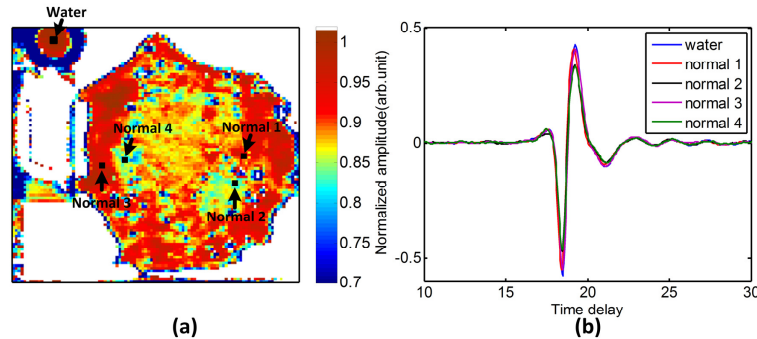 Water
Normal 4
Normal 1
Normal 3
Normal 2
1
0.95
0.9
0.85
0.8
0.75
0.7
(a)
Normalized amplitude(arb.unit)
0.5
0
-0.5
10
15
20
25
30
Time delay
water
normal 1
normal 2
normal 3
normal 4
(b)